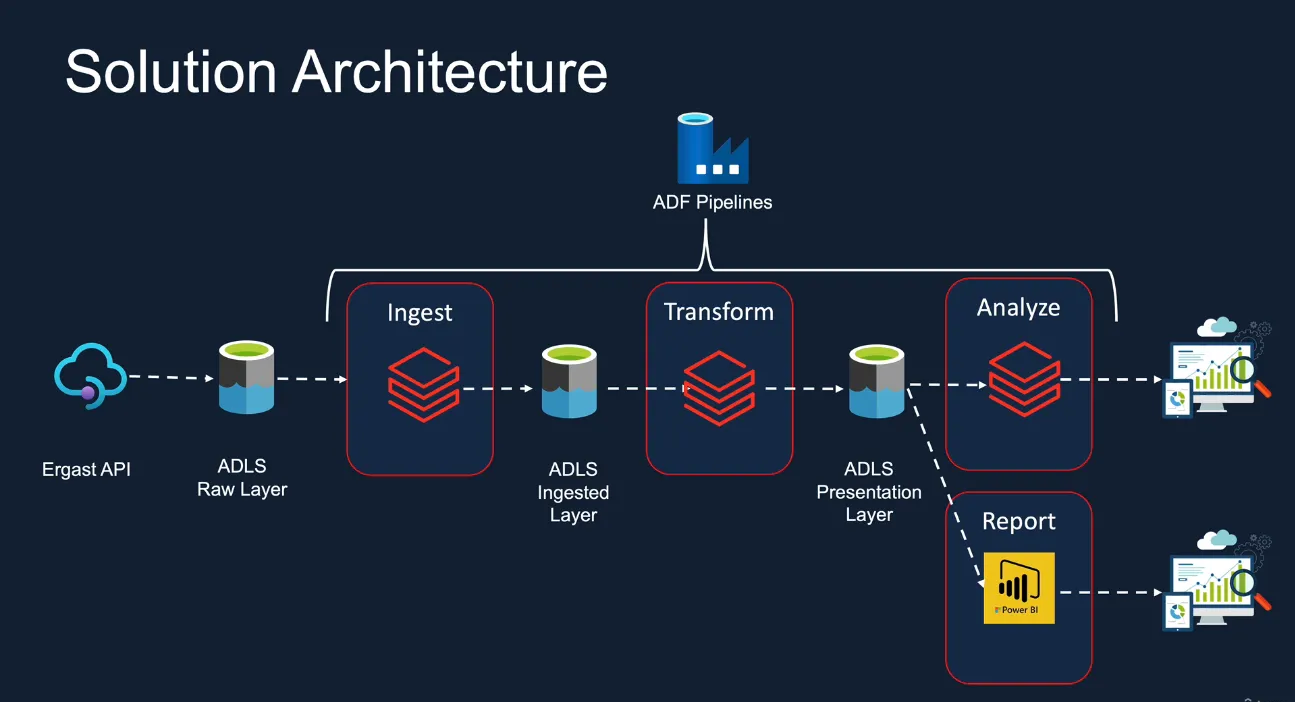 Solution Architecture
ADF Pipelines
Ingest
Transform
Analyze
Ergast API
ADLS
Raw Layer
ADLS
Ingested
Layer
ADLS
Presentation
Layer
Report
Power BI